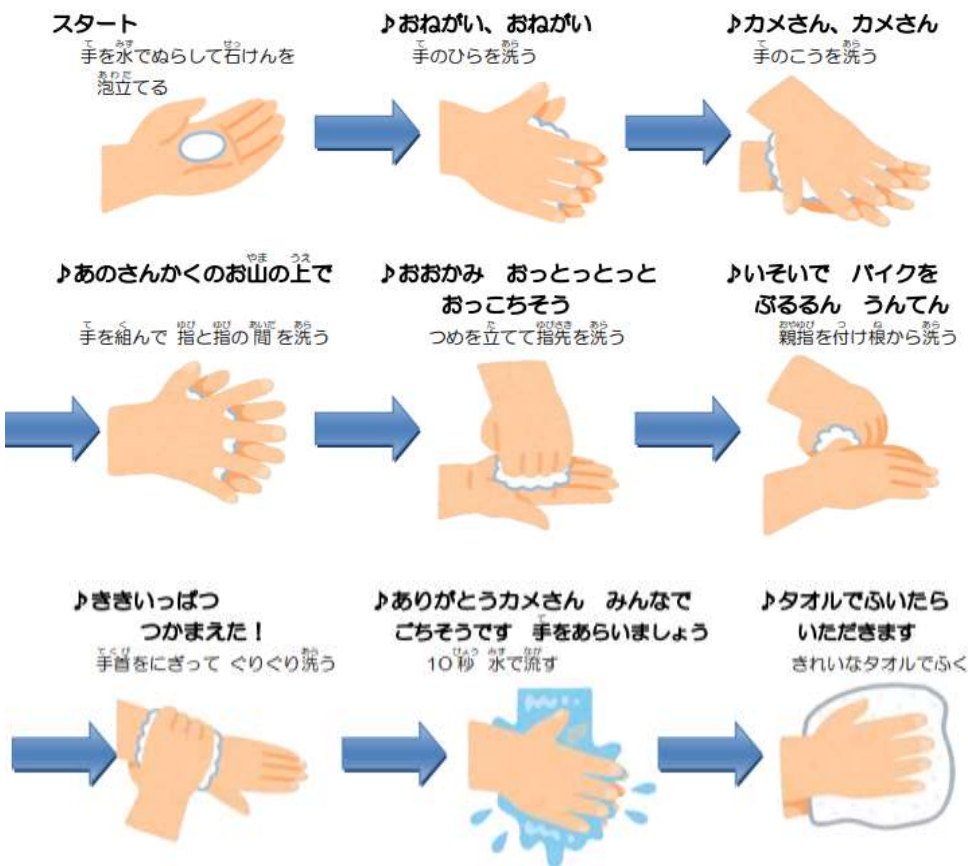 スタート
手を水でぬらして石けんを
泡立てる
♪おねがい、おねがい
手のひらを洗う
♪カメさん、カメさん
手のこうを洗う
♪あのさんかくのお山の上で
手を組んで 指と指の間を洗う
♪おおかみ おっとっとっと
おっこちそう
つめを立てて指先を洗う
♪いそいで バイクを
ぶるるん うんてん
親指を付け根から洗う
♪ききいっぱつ
つかまえた！
手首をにぎって ぐりぐり洗う
♪ありがとうカメさん みんなで
ごちそうです 手をあらいましょう
10秒 水で流す
♪タオルでふいたら
いただきます
きれいなタオルでふく